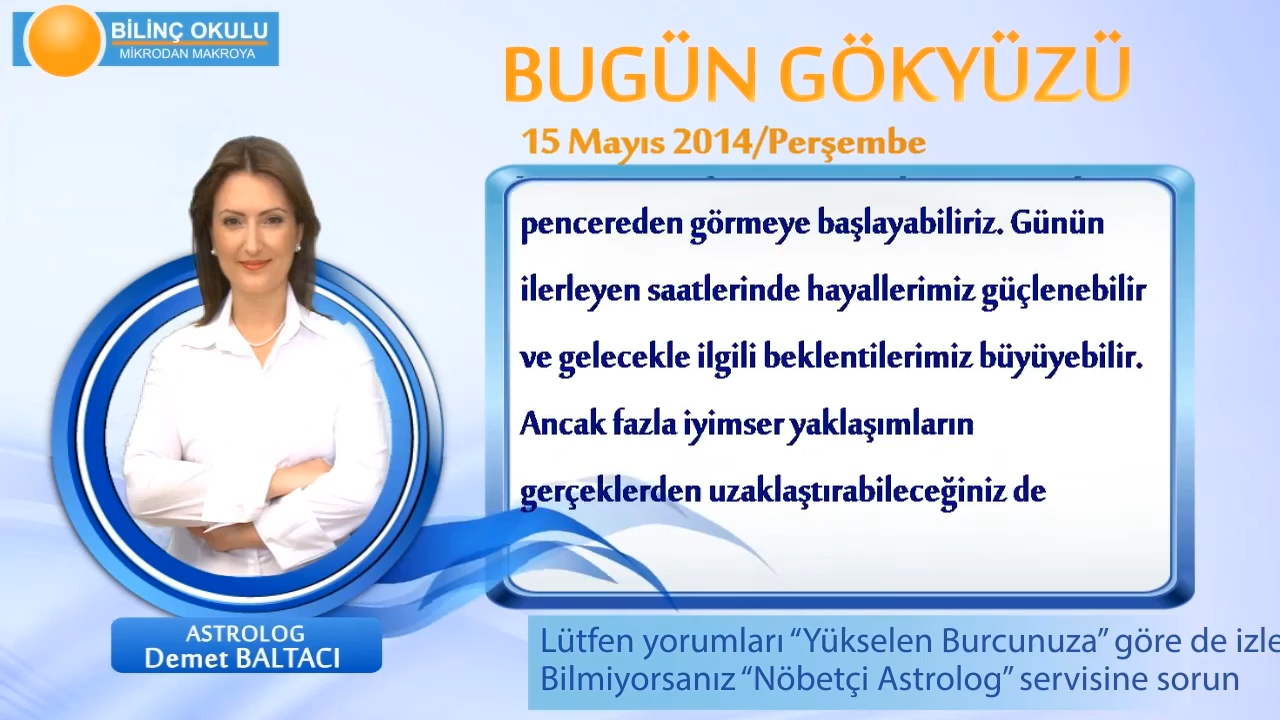 BİLİNÇ OKULU
MİKRODAN MAKROYA
BUGÜN GÖKYÜZÜ
15 Mayıs 2014/Perşembe
pencereden görmeye başlayabiliriz. Günün
ilerleyen saatlerinde hayallerimiz güçlenebilir
ve gelecekle ilgili beklentilerimiz büyüyebilir.
Ancak fazla iyimser yaklaşımların
gerçeklerden uzaklaştırabileceğiniz de
ASTROLOG
Demet BALTACI
Lütfen yorumları “Yükselen Burcunuza” göre de izle
Bilmiyorsanız “Nöbetçi Astrolog” servisine sorun